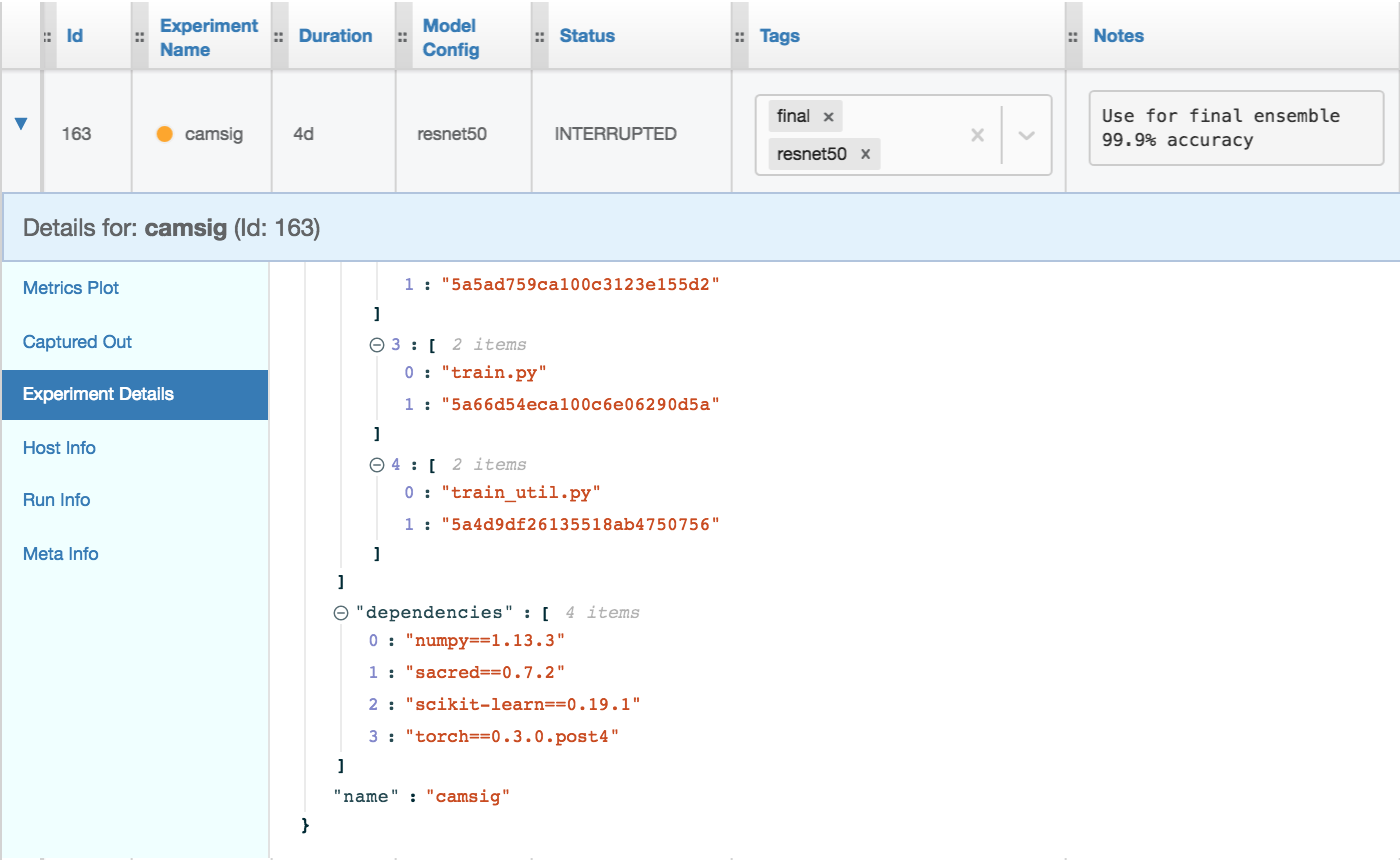 Id
Experiment Name
Duration
Model Config
Status
Tags
Notes
163
camsig
4d
resnet50
INTERRUPTED
final ×
resnet50 ×
Use for final ensemble
99.9% accuracy
Details for: camsig (Id: 163)
Metrics Plot
Captured Out
Experiment Details
Host Info
Run Info
Meta Info
1 : "5a5ad759ca100c3123e155d2"
]
3 : [ 2 items
0 : "train.py"
1 : "5a66d54eca100c6e06290d5a"
]
4 : [ 2 items
0 : "train_util.py"
1 : "5a4d9df26135518ab4750756"
]
]
"dependencies" : [ 4 items
0 : "numpy==1.13.3"
1 : "sacred==0.7.2"
2 : "scikit-learn==0.19.1"
3 : "torch==0.3.0.post4"
]
"name" : "camsig"
}